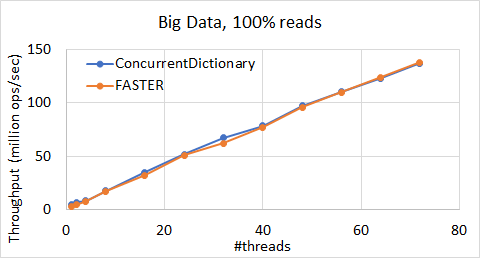 Big Data, 100% reads
Throughput (million ops/sec)
150
100
50
0
ConcurrentDictionary
FASTER
0 20 40 60 80
#threads